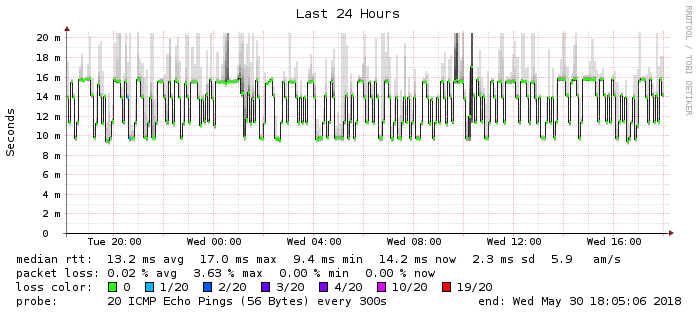 Last 24 Hours
RRDTOOL / TOBI OETIKER
Seconds
20 m
18 m
16 m
14 m
12 m
10 m
8 m
6 m
4 m
2 m
0
Tue 20:00 Wed 00:00 Wed 04:00 Wed 08:00 Wed 12:00 Wed 16:00
median rtt: 13.2 ms avg 17.0 ms max 9.4 ms min 14.2 ms now 2.3 ms sd 5.9 am/s
packet loss: 0.02 % avg 3.63 % max 0.00 % min 0.00 % now
loss color: 0 1/20 2/20 3/20 4/20 10/20 19/20
probe: 20 ICMP Echo Pings (56 Bytes) every 300s end: Wed May 30 18:05:06 2018